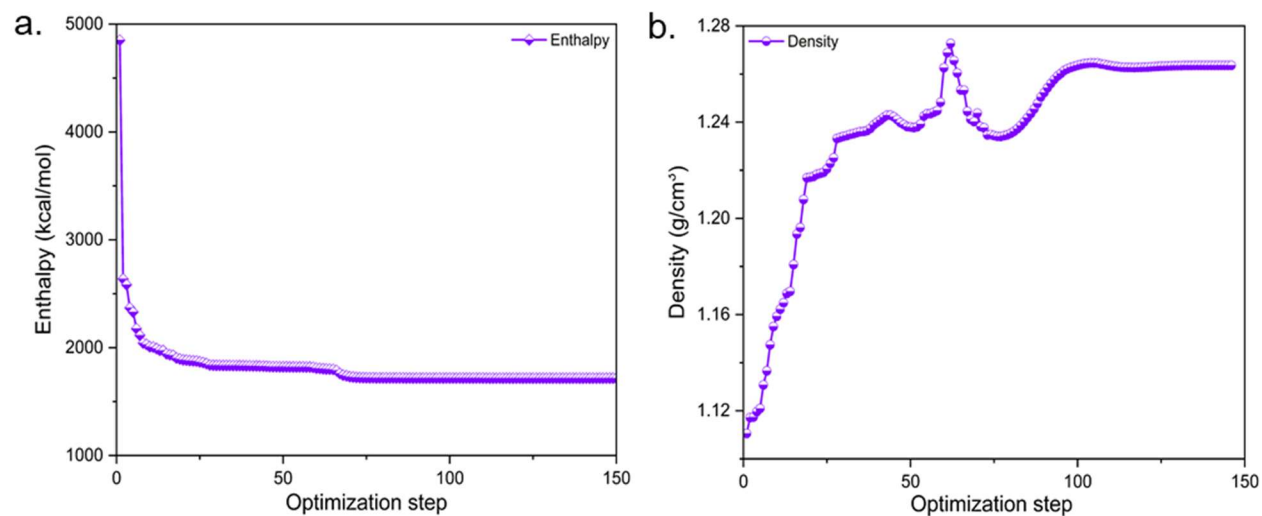 a.
5000
4000
3000
2000
1000
Enthalpy (kcal/mol)
Enthalpy
0
50
100
150
Optimization step
b.
1.28
1.24
1.20
1.16
1.12
Density (g/cm³)
Density
0
50
100
150
Optimization step